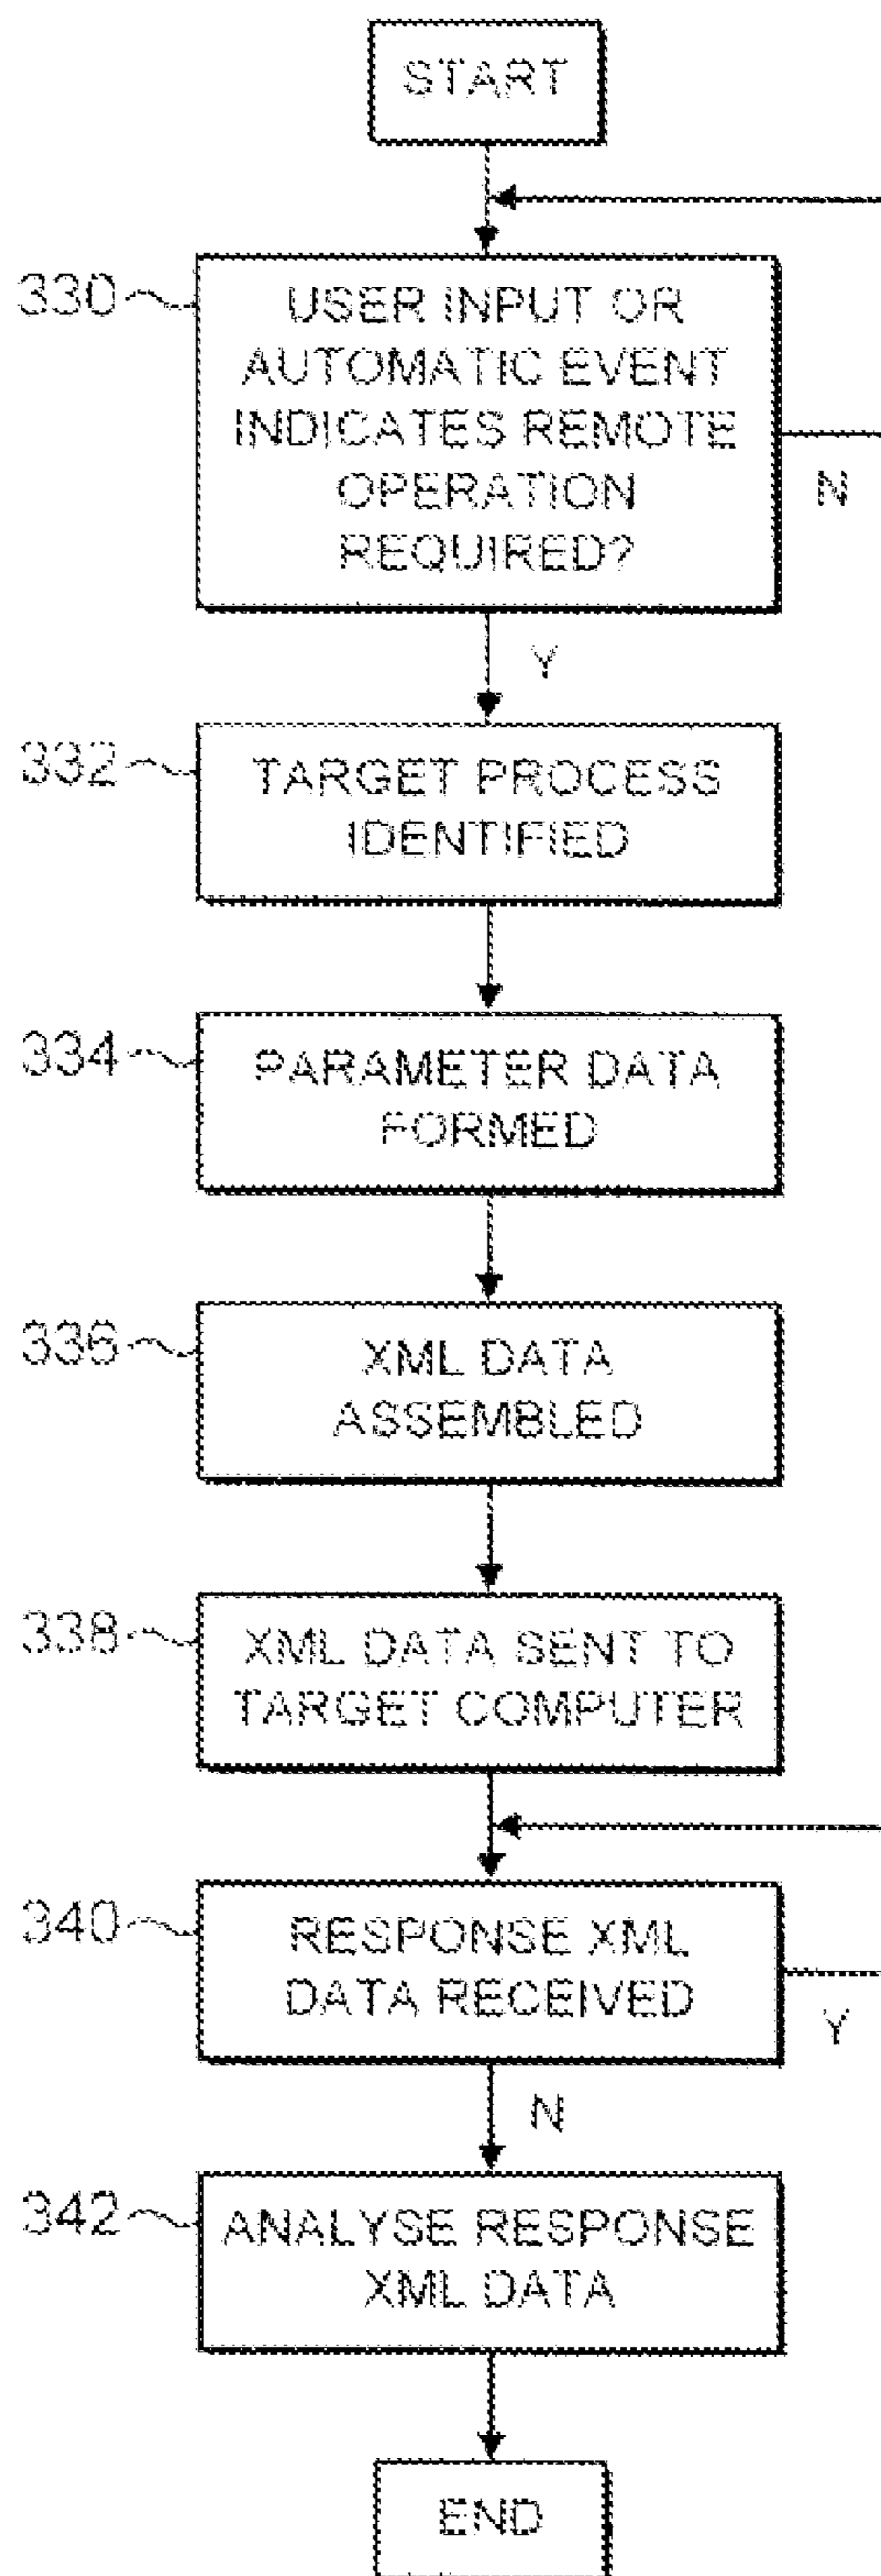 START
330
USER INPUT OR
AUTOMATIC EVENT
INDICATES REMOTE
OPERATION
REQUIRED?
N
Y
332
TARGET PROCESS
IDENTIFIED
334
PARAMETER DATA
FORMED
336
XML DATA
ASSEMBLED
338
XML DATA SENT TO
TARGET COMPUTER
340
RESPONSE XML
DATA RECEIVED
Y
N
342
ANALYSE RESPONSE
XML DATA
END